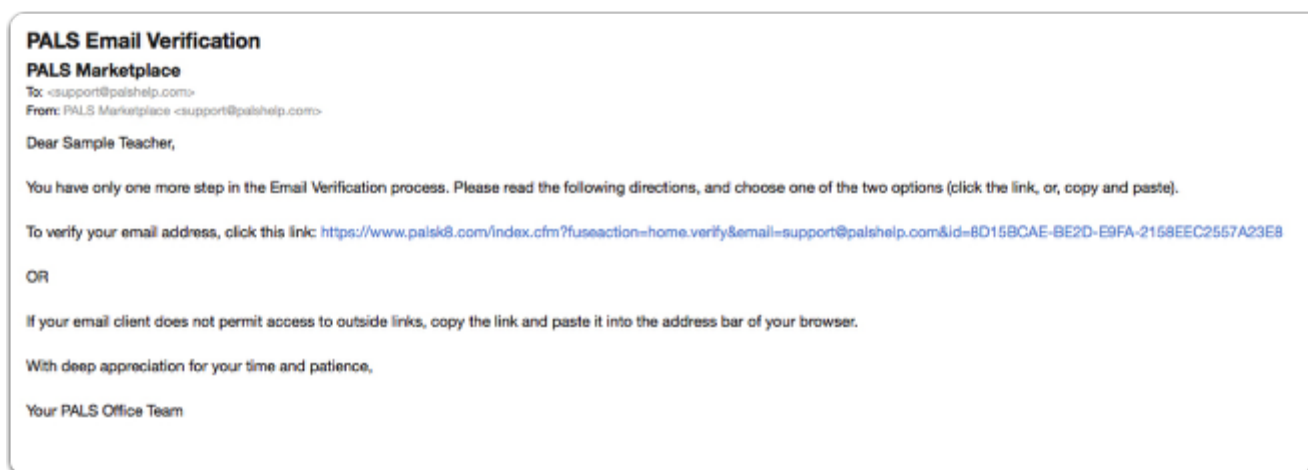 PALS Email Verification
PALS Marketplace
To: <support@palshelp.com>
From: PALS Marketplace <support@palshelp.com>
Dear Sample Teacher,
You have only one more step in the Email Verification process. Please read the following directions, and choose one of the two options (click the link, or, copy and paste).
To verify your email address, click this link: https://www.palsk8.com/index.cfm?fuseaction=home.verify&email=support@palshelp.com&id=8D15BCAE-BE2D-E9FA-2158EEC2557A23E8
OR
If your email client does not permit access to outside links, copy the link and paste it into the address bar of your browser.
With deep appreciation for your time and patience,
Your PALS Office Team